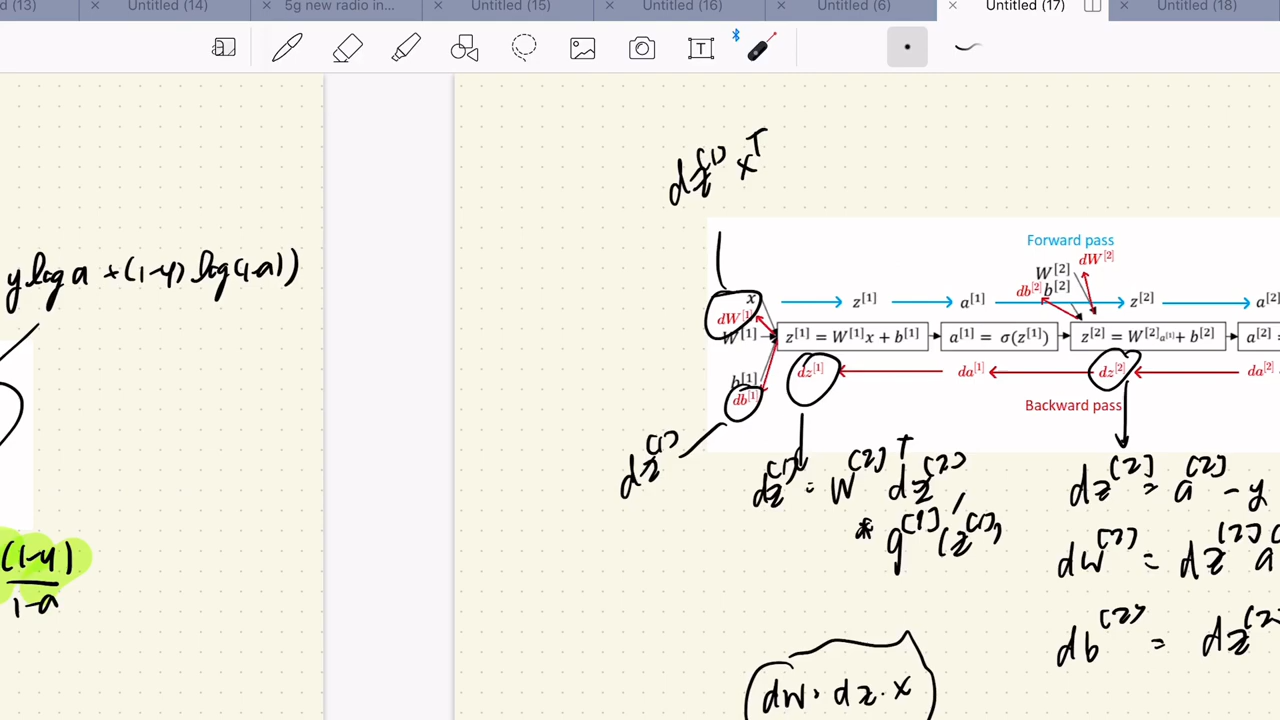 (13)
Untitled (14)
5g new radio in...
Untitled (15)
Untitled (16)
Untitled (6)
Untitled (17)
Untitled (18)
dz[1] xT
y log a + (1-y) log(1-a))
Forward pass
W[2]
dW[2]
db[2]
b[2]
x
z[1]
a[1]
z[2]
a[2]
dW[1]
W[1]
z[1] = W[1]x + b[1]
a[1] = σ(z[1])
z[2] = W[2]a[1] + b[2]
a[2] =
b[1]
db[1]
dz[1]
da[1]
dz[2]
da[2]
Backward pass
dz[1]
dz[1] = W[2]T dz[2]
* g[1]'(z[1])
dz[2] = a[2] - y
dW[2] = dz[2] a[
db[2] = dz[2]
(1-y)
1-a
dW = dz · x